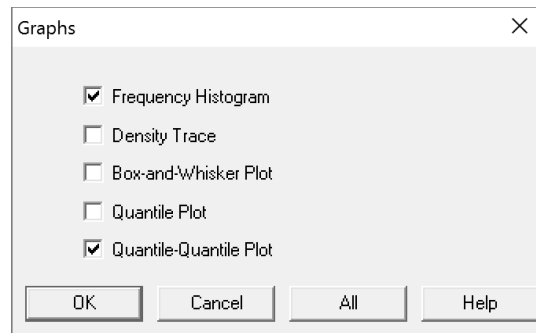 Graphs
Frequency Histogram
Density Trace
Box-and-Whisker Plot
Quantile Plot
Quantile-Quantile Plot
OK Cancel All Help